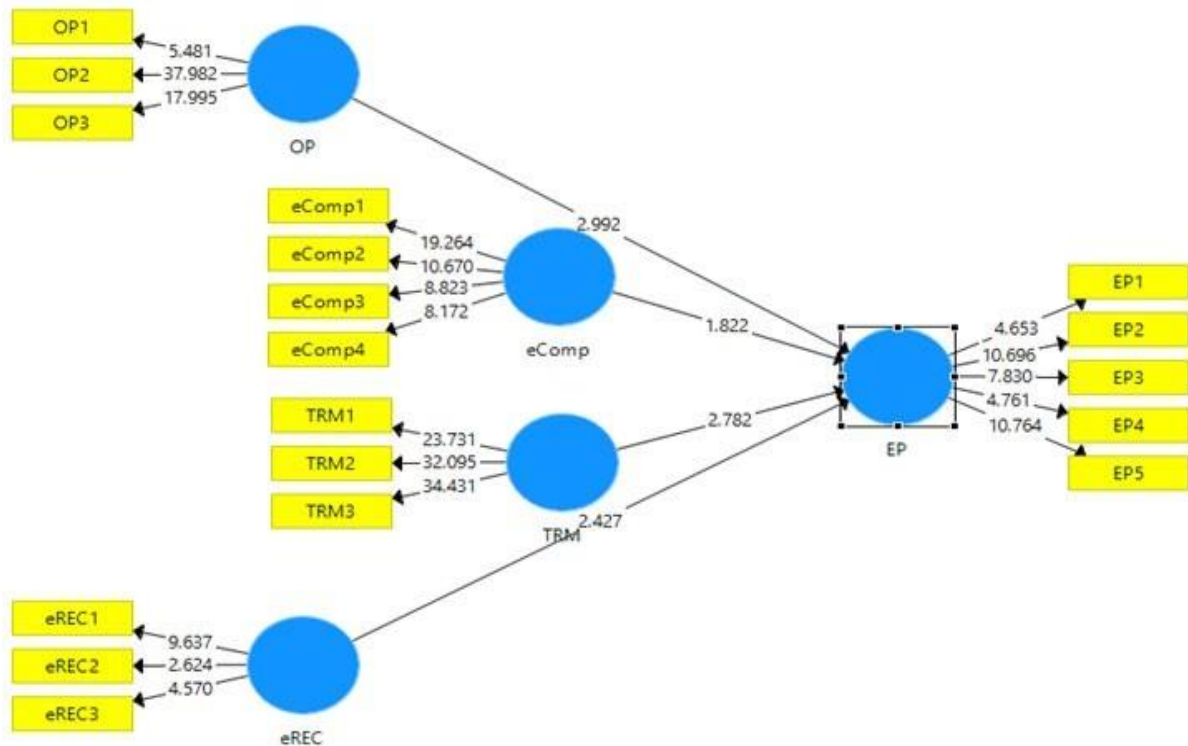 OP1
5.481
OP2
37.982
17.995
OP3
OP
eComp1
19.264
eComp2
10.670
eComp3
8.823
8.172
eComp4
eComp
2.992
1.822
TRM1
23.731
TRM2
32.095
34.431
TRM3
TRM
2.782
2.427
eREC1
9.637
eREC2
2.624
4.570
eREC3
eREC
EP
EP1
4.653
EP2
10.696
7.830
EP3
4.761
EP4
10.764
EP5